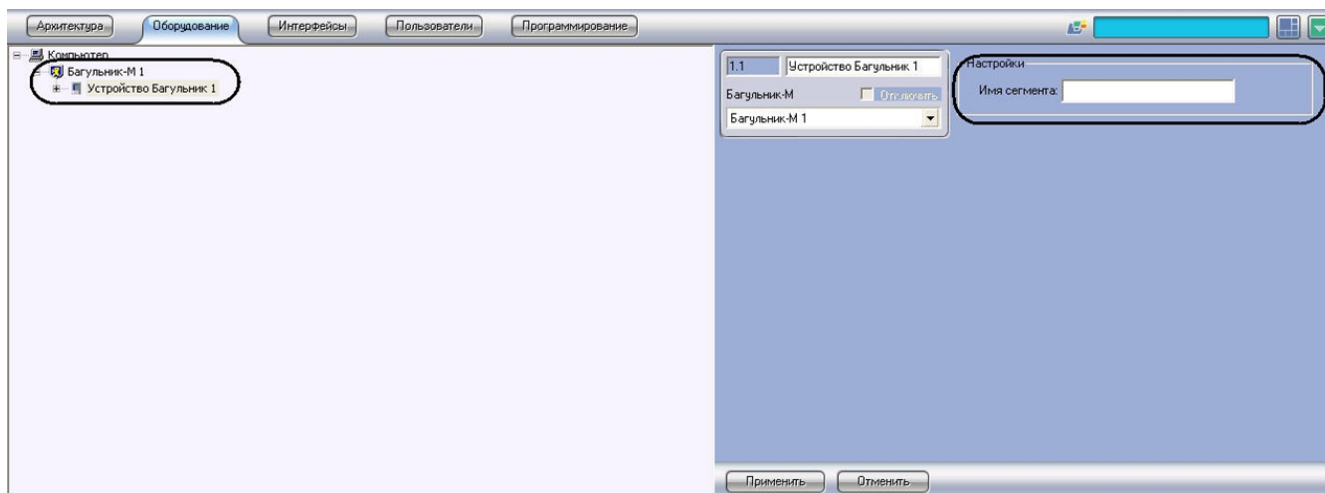 Архитектура Оборудование Интерфейсы Пользователи Программирование
Компьютер
Багульник-М 1
Устройство Багульник 1
1.1 Устройство Багульник 1
Багульник-М Отключить
Багульник-М 1
Настройки
Имя сегмента:
Применить Отменить